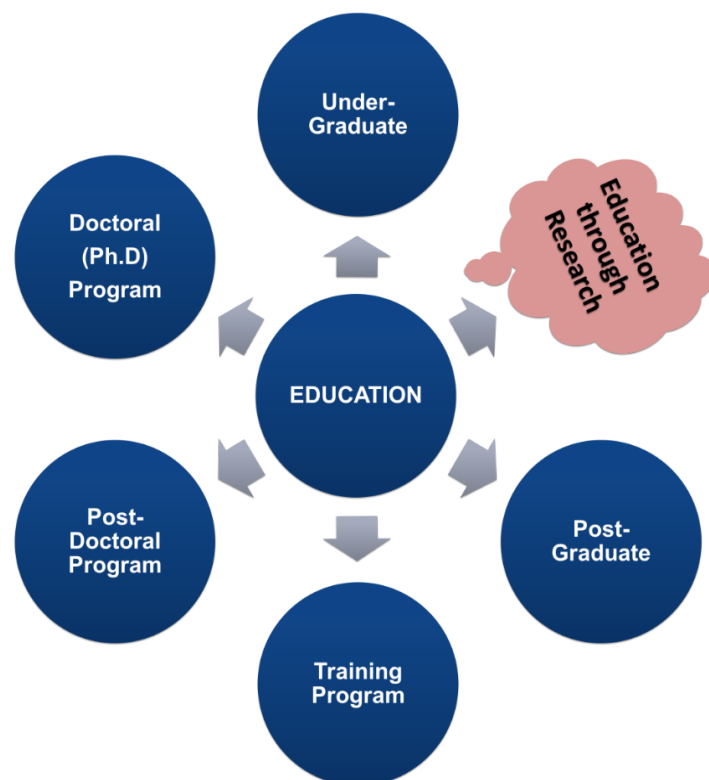 Under-
Graduate
Education
through
Research
Doctoral
(Ph.D)
Program
EDUCATION
Post-
Doctoral
Program
Post-
Graduate
Training
Program